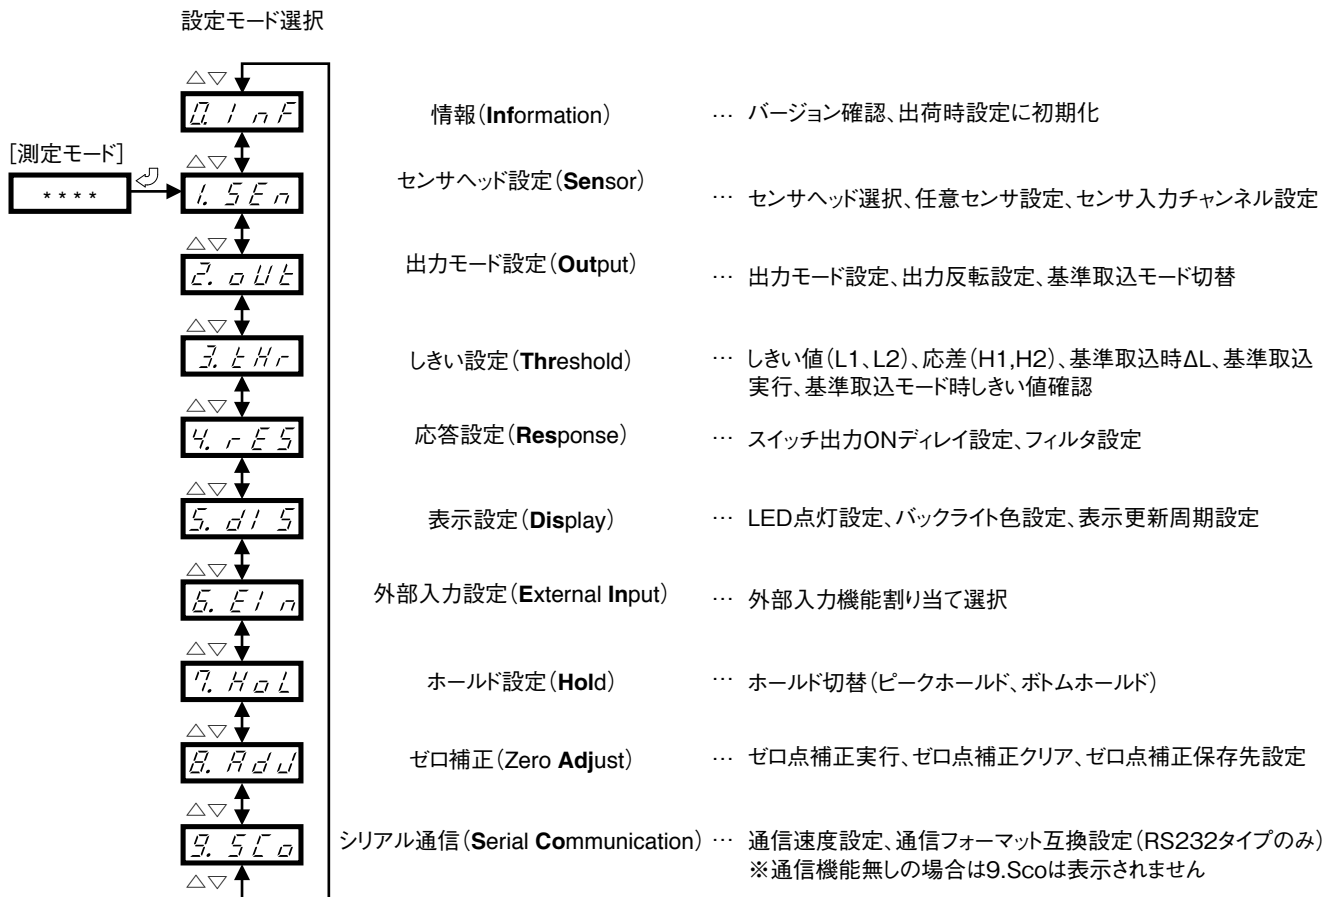 設定モード選択
△▽
0. InF 情報(Information) … バージョン確認、出荷時設定に初期化
[測定モード]
△▽
**** 1. SEn センサヘッド設定(Sensor) … センサヘッド選択、任意センサ設定、センサ入力チャンネル設定
△▽
2. oUt 出力モード設定(Output) … 出力モード設定、出力反転設定、基準取込モード切替
△▽
3. tHr しきい設定(Threshold) … しきい値(L1、L2)、応差(H1,H2)、基準取込時ΔL、基準取込
実行、基準取込モード時しきい値確認
△▽
4. rES 応答設定(Response) … スイッチ出力ONディレイ設定、フィルタ設定
△▽
5. dIS 表示設定(Display) … LED点灯設定、バックライト色設定、表示更新周期設定
△▽
6. EIn 外部入力設定(External Input) … 外部入力機能割り当て選択
△▽
7. HoL ホールド設定(Hold) … ホールド切替(ピークホールド、ボトムホールド)
△▽
8. AdJ ゼロ補正(Zero Adjust) … ゼロ点補正実行、ゼロ点補正クリア、ゼロ点補正保存先設定
△▽
9. SCo シリアル通信(Serial Communication) … 通信速度設定、通信フォーマット互換設定(RS232タイプのみ)
※通信機能無しの場合は9.Scoは表示されません
△▽